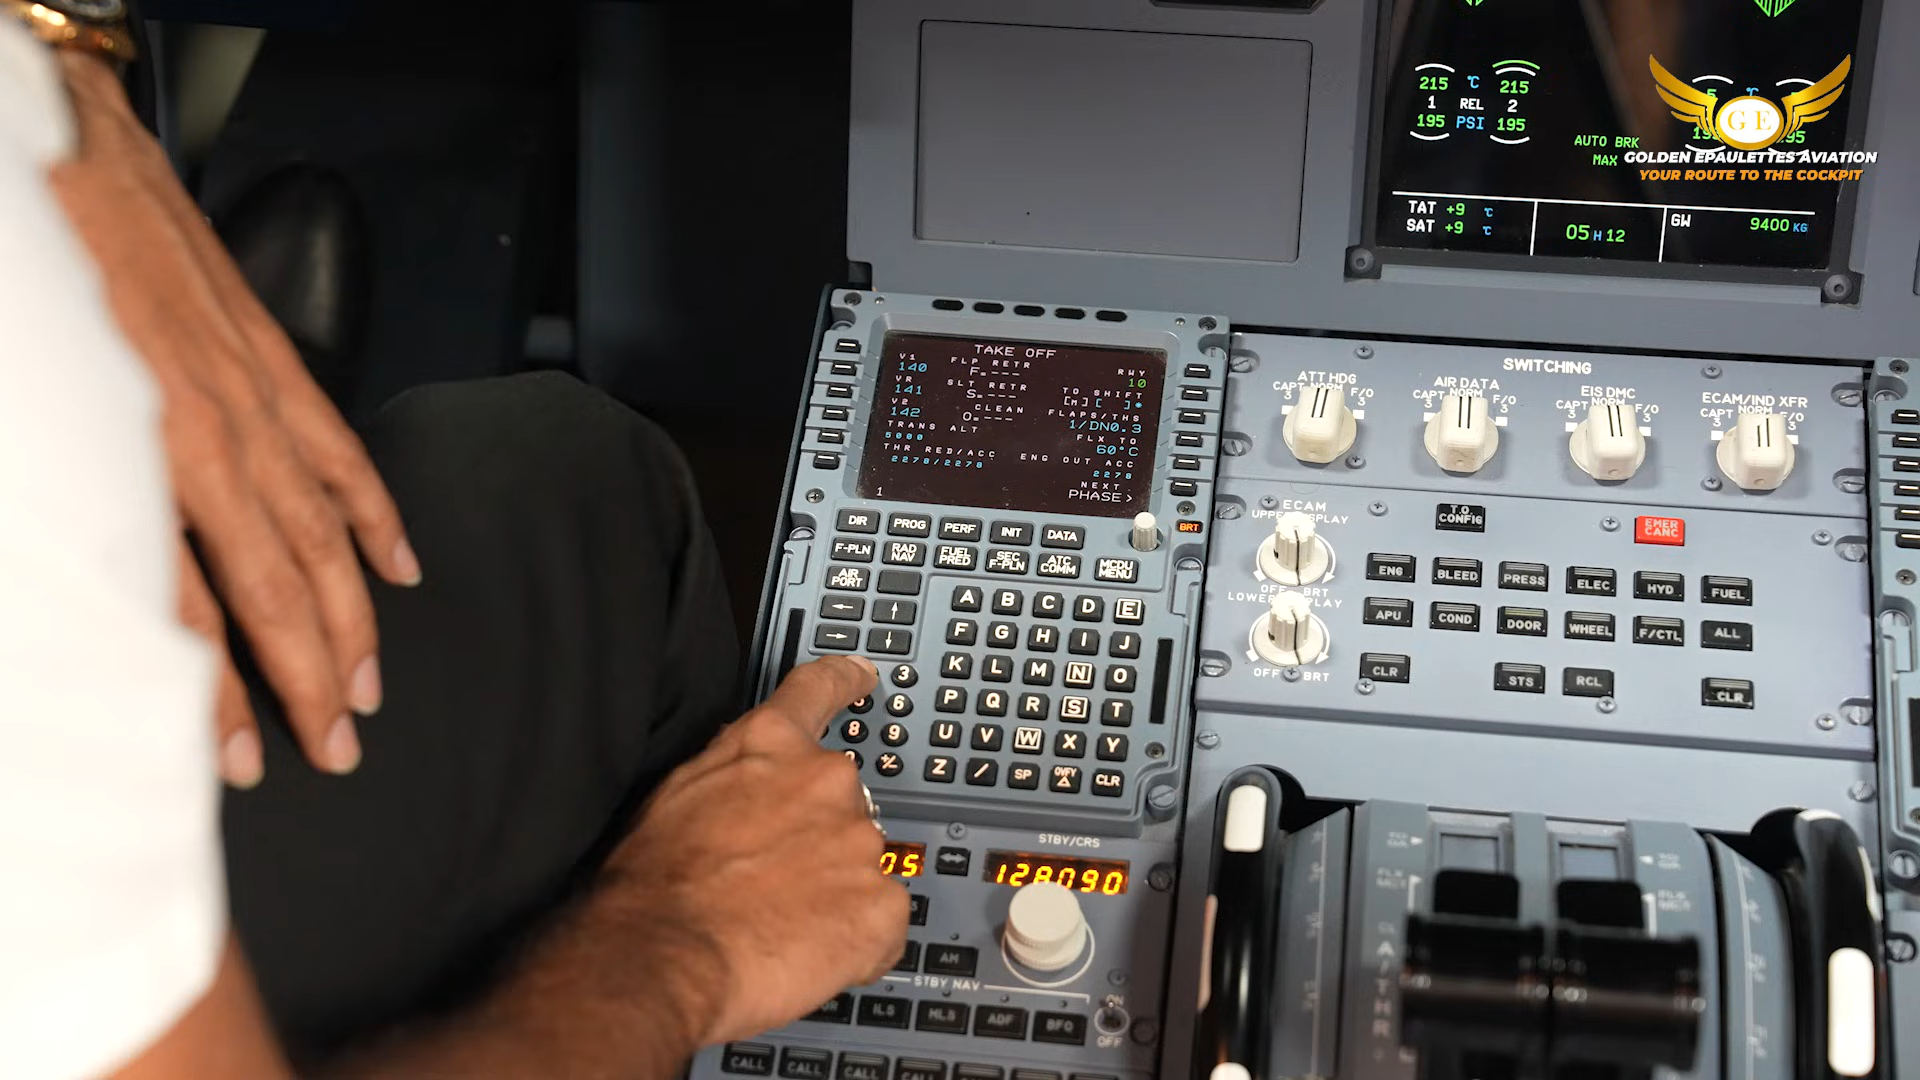 215 °C 215
1 REL 2
195 PSI 195
AUTO BRK
MAX
G E
GOLDEN EPAULETTES AVIATION
YOUR ROUTE TO THE COCKPIT
TAT +9 °C
SAT +9 °C
05 H 12
GW 9400 KG
TAKE OFF
V1 FLP RETR RWY
140 F=--- 10
VR SLT RETR TO SHIFT
141 S=--- [M][ ]*
V2 CLEAN FLAPS/THS
142 O=--- 1/DN0.3
TRANS ALT FLX TO
5000 60°C
THR RED/ACC ENG OUT ACC
2278/2278 2278
NEXT
1 PHASE>
BRT
DIR PROG PERF INIT DATA
F-PLN RAD NAV FUEL PRED SEC F-PLN ATC COMM MCDU MENU
AIR PORT
← ↑
→ ↓
A B C D E
F G H I J
K L M N O
P Q R S T
U V W X Y
Z / SP OVFY Δ CLR
3
6
8 9
+/-
SWITCHING
ATT HDG
CAPT NORM F/O
3 3
AIR DATA
CAPT NORM F/O
3 3
EIS DMC
CAPT NORM F/O
3 3
ECAM/IND XFR
CAPT NORM F/O
3 3
ECAM
UPPER DISPLAY
OFF BRT
LOWER DISPLAY
OFF BRT
T.O. CONFIG
EMER CANC
ENG BLEED PRESS ELEC HYD FUEL
APU COND DOOR WHEEL F/CTL ALL
CLR STS RCL CLR
STBY/CRS
05 128090
AM
STBY NAV
ILS MLS ADF BFO
ON
OFF
CALL CALL CALL CALL
A/THR